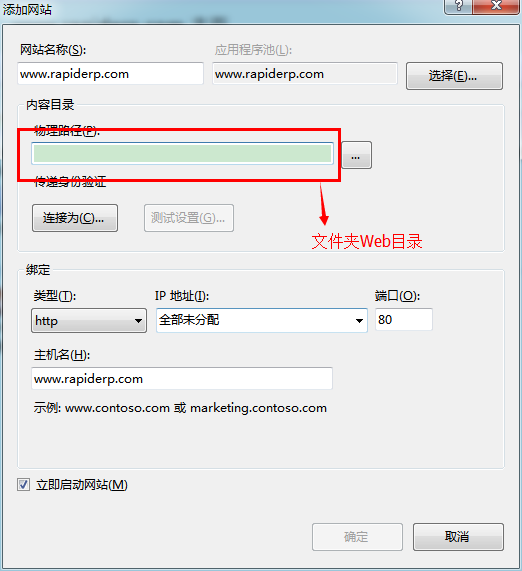 添加网站
网站名称(S):
应用程序池(L):
www.rapiderp.com
www.rapiderp.com
选择(E)...
内容目录
物理路径(P):
...
传递身份验证
连接为(C)...
测试设置(G)...
文件夹Web目录
绑定
类型(T):
IP 地址(I):
端口(O):
http
全部未分配
80
主机名(H):
www.rapiderp.com
示例: www.contoso.com 或 marketing.contoso.com
立即启动网站(M)
确定
取消